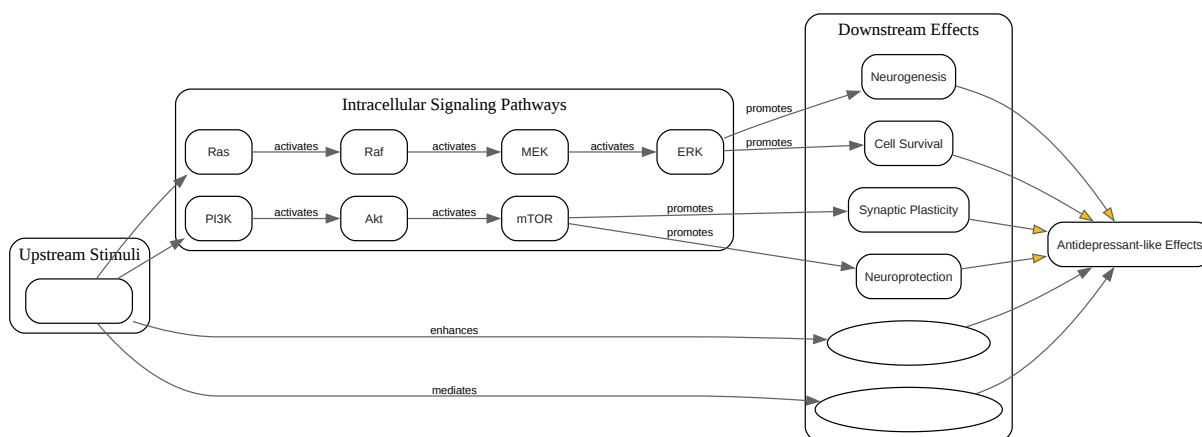 Downstream Effects
Neurogenesis
promotes
Intracellular Signaling Pathways
Ras
activates
Raf
activates
MEK
activates
ERK
promotes
Cell Survival
PI3K
activates
Akt
activates
mTOR
promotes
Synaptic Plasticity
promotes
Upstream Stimuli
Neuroprotection
Antidepressant-like Effects
enhances
mediates